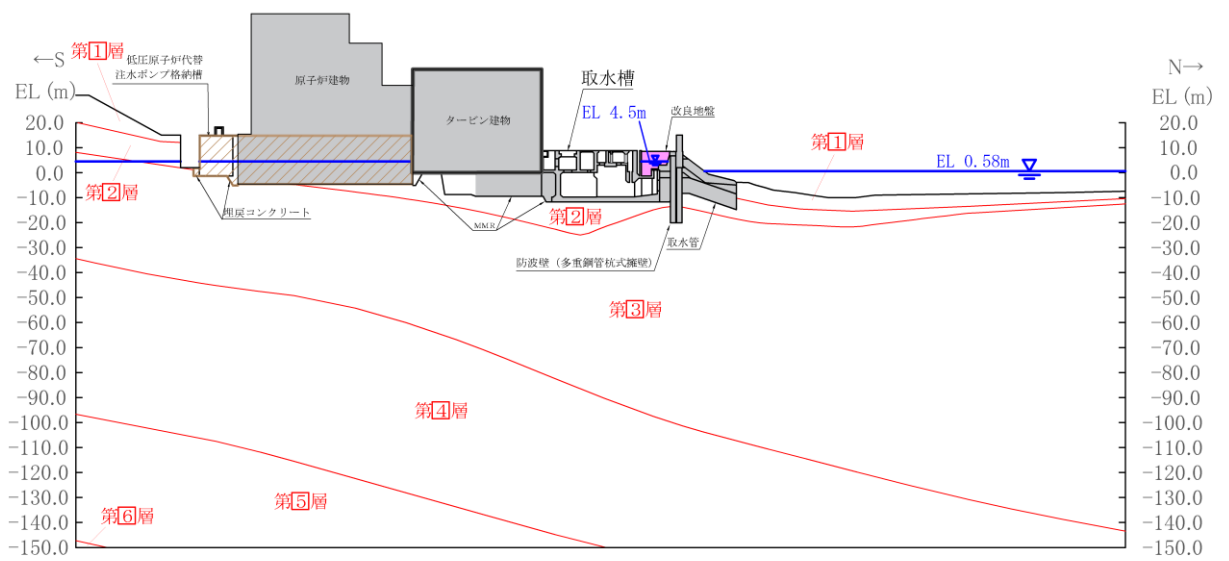 第1層
←S
EL (m)
低圧原子炉代替
注水ポンプ格納槽
原子炉建物
タービン建物
取水槽
EL 4.5m
改良地盤
第1層
EL 0.58m
N→
EL (m)
第2層
埋戻コンクリート
MMR
第2層
取水管
防波壁（多重鋼管杭式擁壁）
第3層
第4層
第5層
第6層
20.0
10.0
0.0
-10.0
-20.0
-30.0
-40.0
-50.0
-60.0
-70.0
-80.0
-90.0
-100.0
-110.0
-120.0
-130.0
-140.0
-150.0
20.0
10.0
0.0
-10.0
-20.0
-30.0
-40.0
-50.0
-60.0
-70.0
-80.0
-90.0
-100.0
-110.0
-120.0
-130.0
-140.0
-150.0